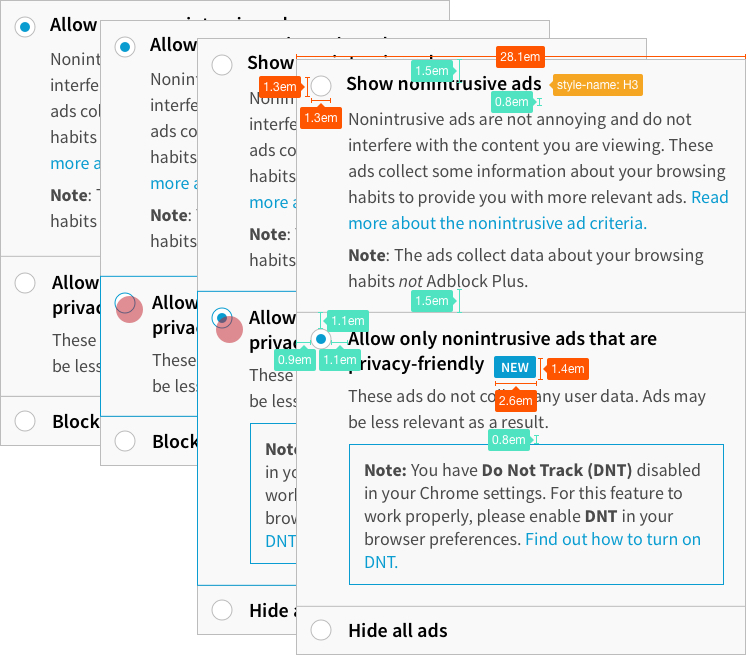 Allow
Nonint
interfe
ads col
habits
more a
Note:
habits
Allow
privac
These
be less
Block
Allow
Nonin
interfe
ads co
habits
more a
Note:
habits
Allow
priva
These
be les
Block
Show
Nonin
interfe
ads co
habits
more a
Note:
habits
Allow
privac
These
be less
Note
in yo
work
brow
DNT
Hide a
28.1em
1.5em
1.3em
Show nonintrusive ads
style-name: H3
0.8em
1.3em
Nonintrusive ads are not annoying and do not
interfere with the content you are viewing. These
ads collect some information about your browsing
habits to provide you with more relevant ads. Read
more about the nonintrusive ad criteria.
Note: The ads collect data about your browsing
habits not Adblock Plus.
1.5em
1.1em
Allow only nonintrusive ads that are
0.9em
1.1em
privacy-friendly NEW
1.4em
2.6em
These ads do not collect any user data. Ads may
be less relevant as a result.
0.8em
Note: You have Do Not Track (DNT) disabled
in your Chrome settings. For this feature to
work properly, please enable DNT in your
browser preferences. Find out how to turn on
DNT.
Hide all ads